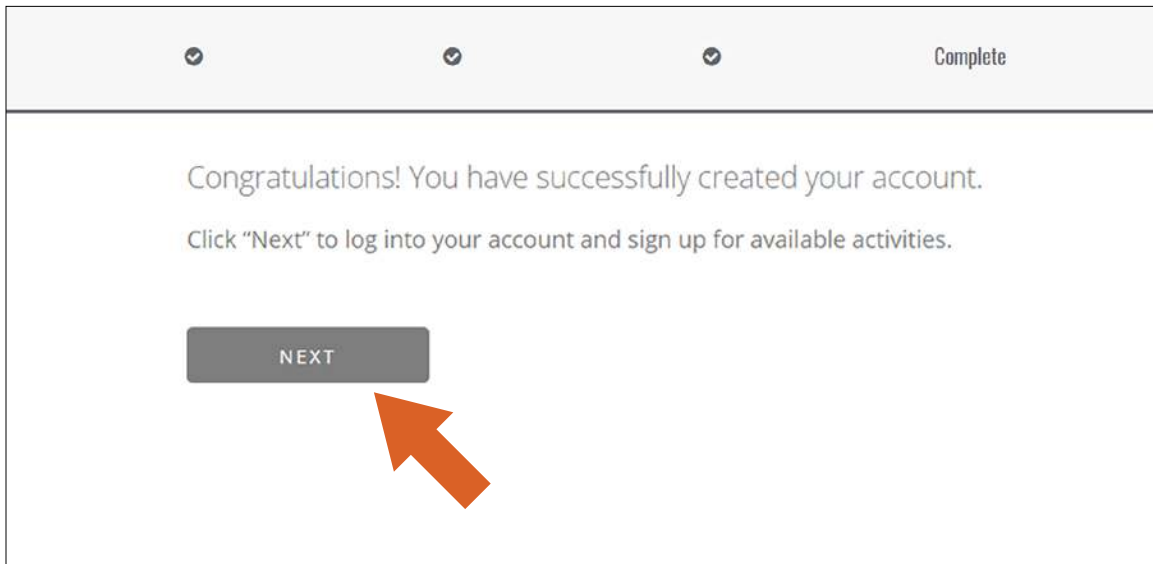 Complete
Congratulations! You have successfully created your account.
Click “Next” to log into your account and sign up for available activities.
NEXT